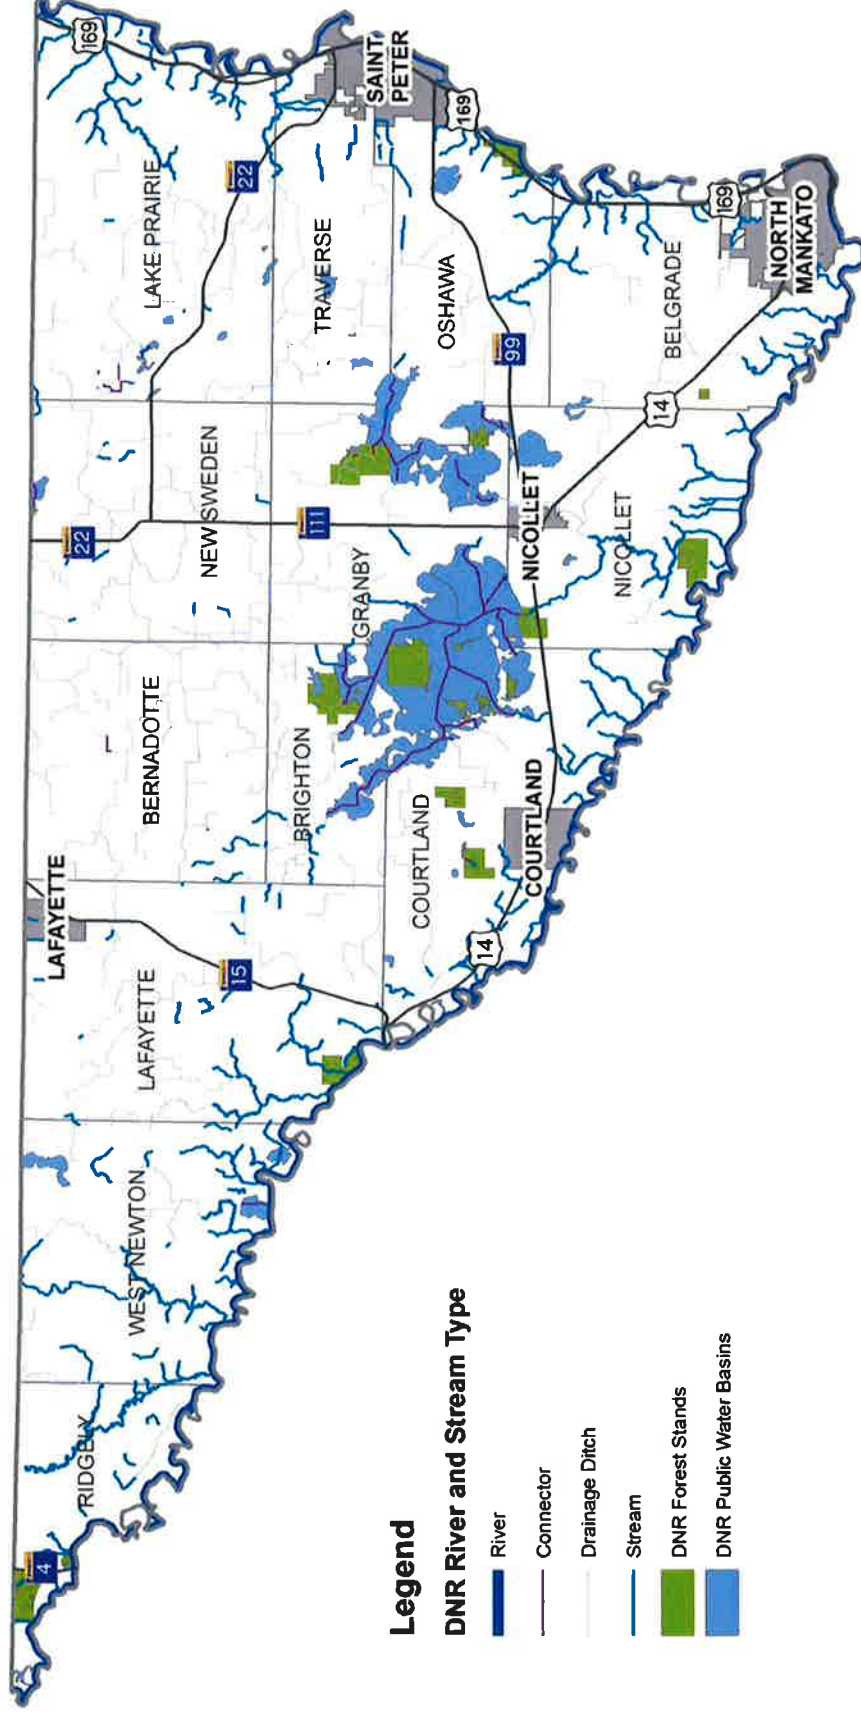 169
SAINT
PETER
LAKE PRAIRIE
22
TRAVERSE
169
OSHAWA
169
NORTH
MANKATO
BELGRADE
99
14
22
NEW SWEDEN
111
NICOLLET
NICOLLET
GRANBY
BERNADOTTE
BRIGHTON
COURTLAND
COURTLAND
LAFAYETTE
14
15
LAFAYETTE
WEST NEWTON
RIDGELY
4
Legend
DNR River and Stream Type
River
Connector
Drainage Ditch
Stream
DNR Forest Stands
DNR Public Water Basins